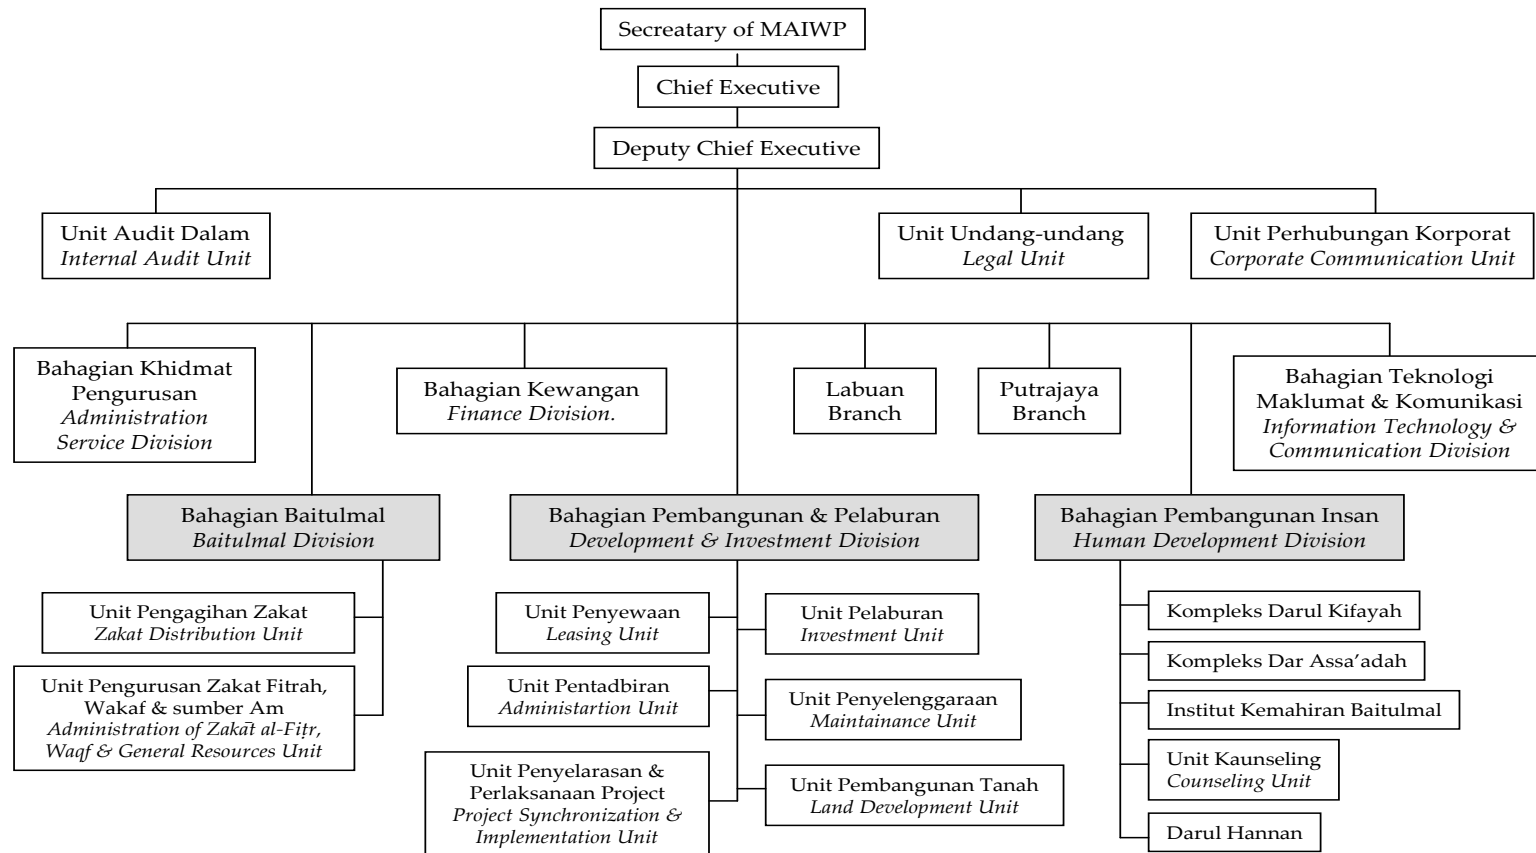 Secreatary of MAIWP
Chief Executive
Deputy Chief Executive
Unit Audit Dalam
Internal Audit Unit
Unit Undang-undang
Legal Unit
Unit Perhubungan Korporat
Corporate Communication Unit
Bahagian Khidmat
Pengurusan
Administration
Service Division
Bahagian Kewangan
Finance Division.
Labuan
Branch
Putrajaya
Branch
Bahagian Teknologi
Maklumat & Komunikasi
Information Technology &
Communication Division
Bahagian Baitulmal
Baitulmal Division
Bahagian Pembangunan & Pelaburan
Development & Investment Division
Bahagian Pembangunan Insan
Human Development Division
Unit Pengagihan Zakat
Zakat Distribution Unit
Unit Pengurusan Zakat Fitrah,
Wakaf & sumber Am
Administration of Zakāt al-Fiṭr,
Waqf & General Resources Unit
Unit Penyewaan
Leasing Unit
Unit Pelaburan
Investment Unit
Unit Pentadbiran
Administartion Unit
Unit Penyelenggaraan
Maintainance Unit
Unit Penyelarasan &
Perlaksanaan Project
Project Synchronization &
Implementation Unit
Unit Pembangunan Tanah
Land Development Unit
Kompleks Darul Kifayah
Kompleks Dar Assa’adah
Institut Kemahiran Baitulmal
Unit Kaunseling
Counseling Unit
Darul Hannan